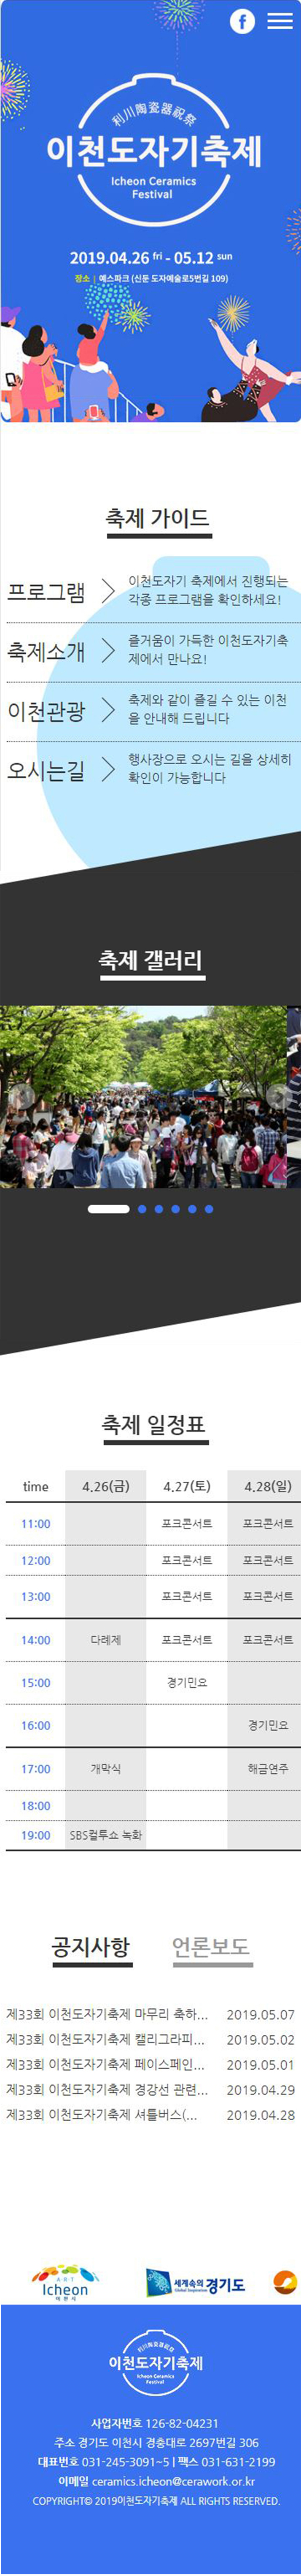 f
利川陶瓷器祝祭
이천도자기축제
Icheon Ceramics
Festival
2019.04.26 fri - 05.12 sun
장소 | 예스파크 (신둔 도자예술로5번길 109)
축제 가이드
프로그램
이천도자기 축제에서 진행되는
각종 프로그램을 확인하세요!
축제소개
즐거움이 가득한 이천도자기축
제에서 만나요!
이천관광
축제와 같이 즐길 수 있는 이천
을 안내해 드립니다
오시는길
행사장으로 오시는 길을 상세히
확인이 가능합니다
축제 갤러리
축제 일정표
time 4.26(금) 4.27(토) 4.28(일)
11:00 포크콘서트 포크콘서트
12:00 포크콘서트 포크콘서트
13:00 포크콘서트 포크콘서트
14:00 다례제 포크콘서트 포크콘서트
15:00 경기민요
16:00 경기민요
17:00 개막식 해금연주
18:00
19:00 SBS컬투쇼 녹화
공지사항 언론보도
제33회 이천도자기축제 마무리 축하... 2019.05.07
제33회 이천도자기축제 캘리그라피... 2019.05.02
제33회 이천도자기축제 페이스페인... 2019.05.01
제33회 이천도자기축제 경강선 관련... 2019.04.29
제33회 이천도자기축제 셔틀버스(... 2019.04.28
ART
Icheon
이천시
세계속의 경기도
Global Inspiration
利川陶瓷器祝祭
이천도자기축제
Icheon Ceramics
Festival
사업자번호 126-82-04231
주소 경기도 이천시 경충대로 2697번길 306
대표번호 031-245-3091~5 | 팩스 031-631-2199
이메일 ceramics.icheon@cerawork.or.kr
COPYRIGHT© 2019이천도자기축제 ALL RIGHTS RESERVED.